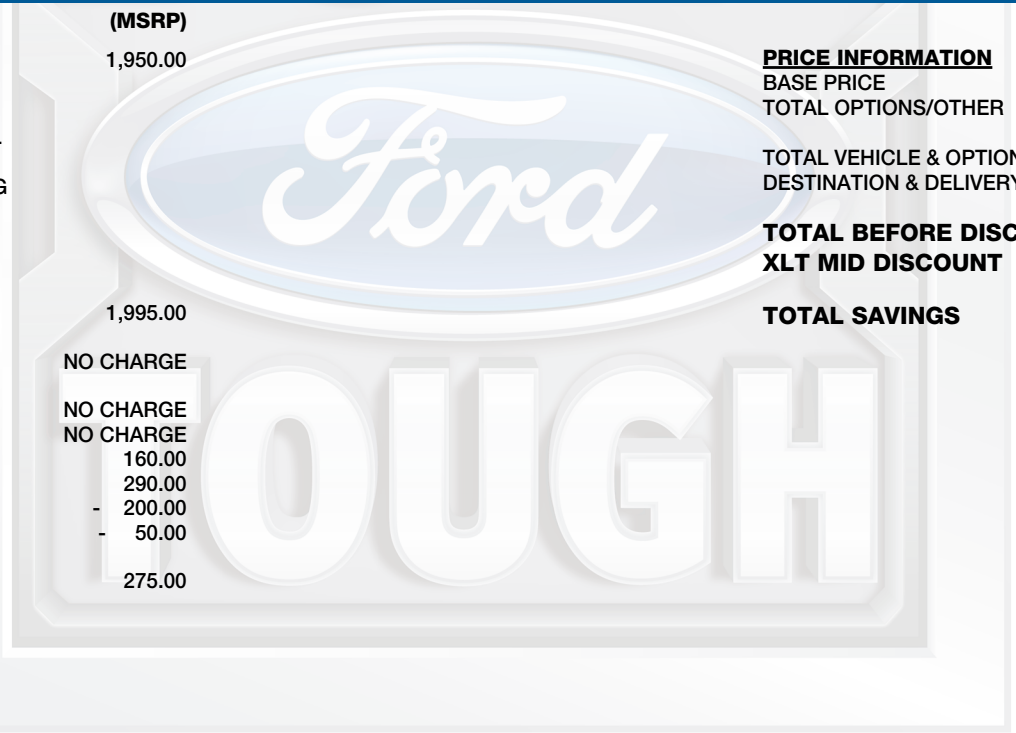 (MSRP)
1,950.00
G
1,995.00
NO CHARGE
NO CHARGE
NO CHARGE
160.00
290.00
- 200.00
- 50.00
275.00
PRICE INFORMATION
BASE PRICE
TOTAL OPTIONS/OTHER
TOTAL VEHICLE & OPTION
DESTINATION & DELIVERY
TOTAL BEFORE DISC
XLT MID DISCOUNT
TOTAL SAVINGS
Ford
TOUGH